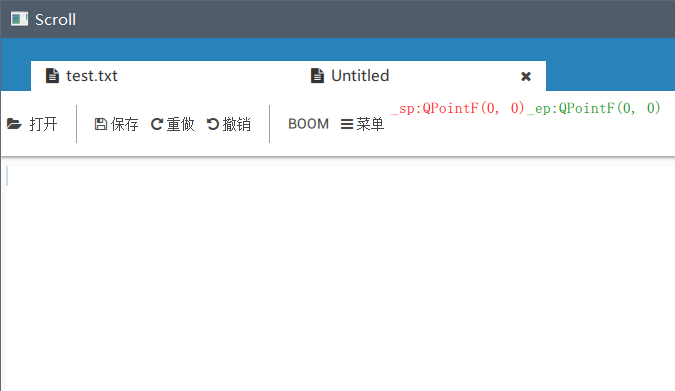 Scroll
test.txt Untitled
打开 保存 重做 撤销 BOOM 菜单 _sp:QPointF(0, 0)_ep:QPointF(0, 0)